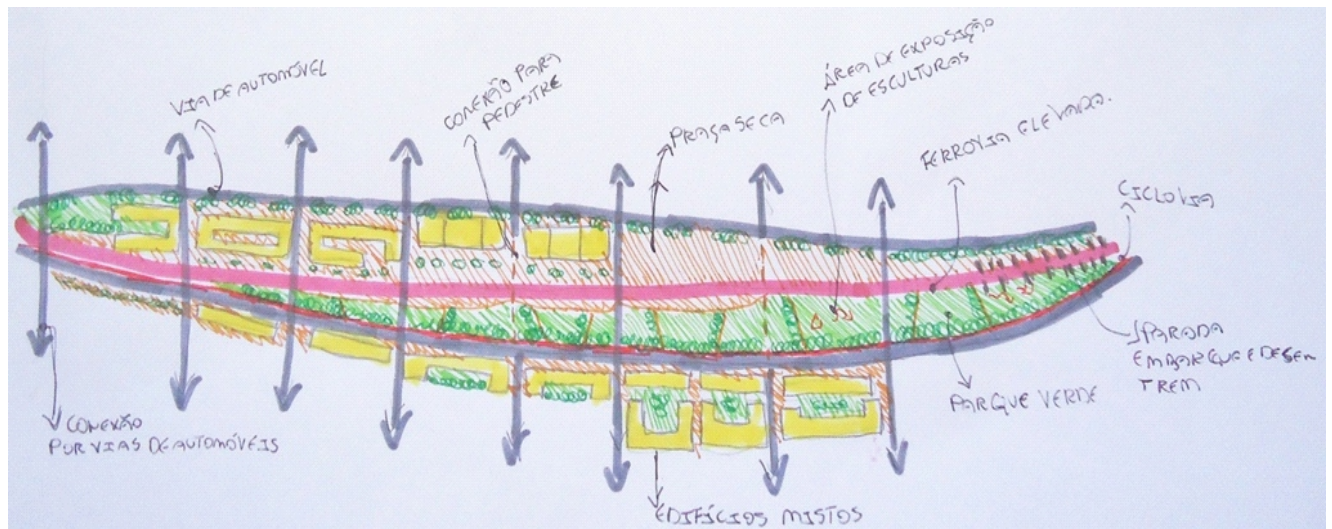 VIA DE AUTOMÓVEL
CONEXÃO PARA
PEDESTRE
PRAÇA SECA
ÁREA DE EXPOSIÇÃO
DE ESCULTURAS
FERROVIA ELEVADA.
CICLOVIA
PARADA
EMBARQUE E DESEM
TREM
PARQUE VERDE
EDIFÍCIOS MISTOS
CONEXÃO
POR VIAS DE AUTOMÓVEIS